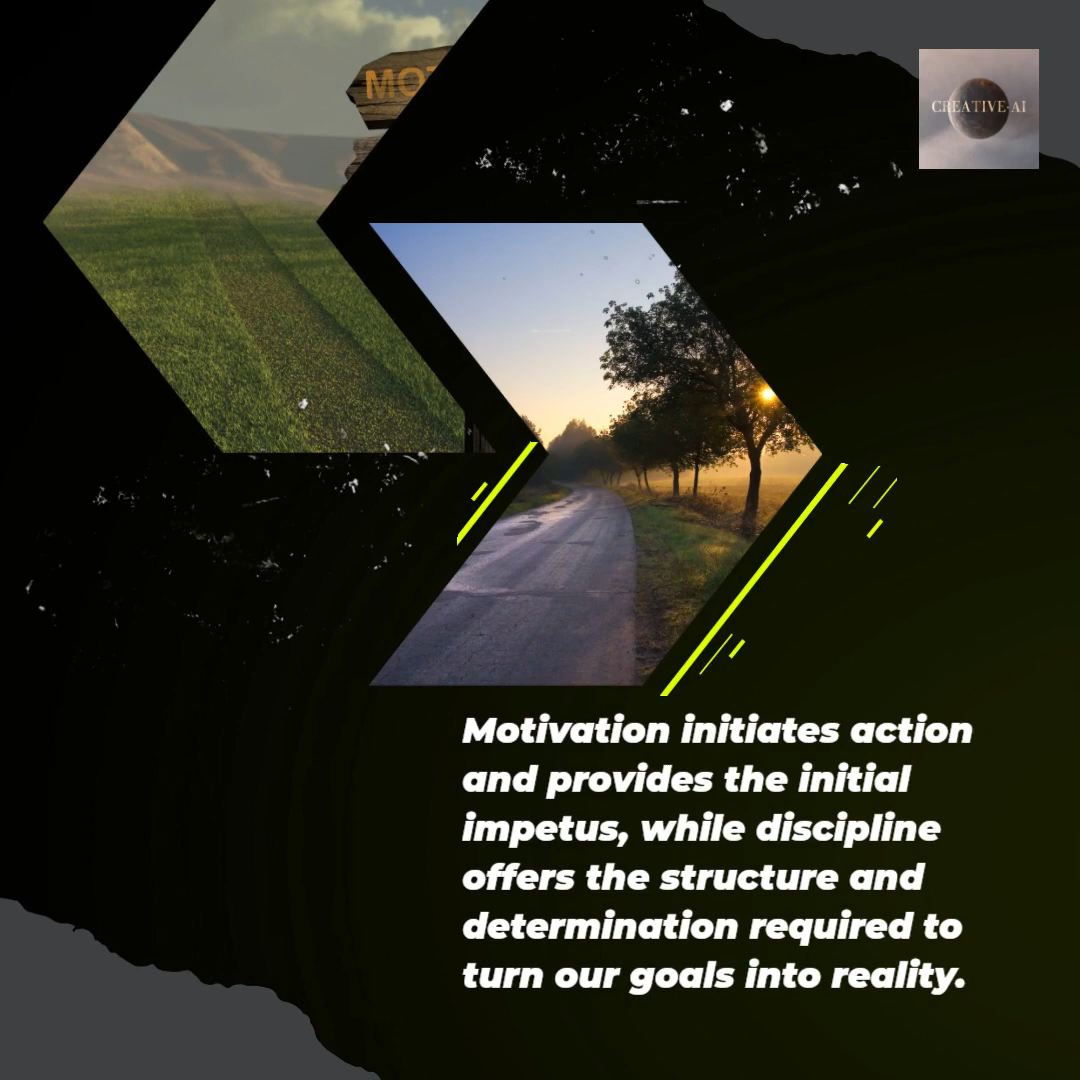 MOT
CREATIVE-AI
Motivation initiates action
and provides the initial
impetus, while discipline
offers the structure and
determination required to
turn our goals into reality.